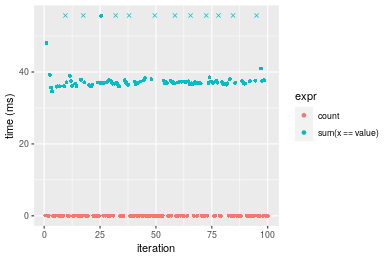 time (ms)
40
20
0
0
25
50
75
100
iteration
expr
count
sum(x == value)